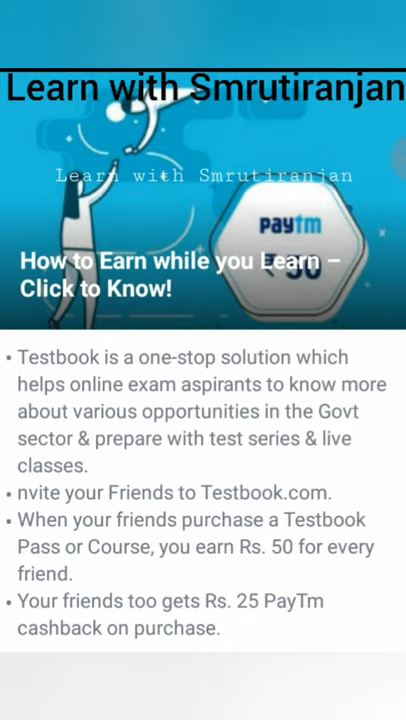 Learn with Smrutiranjan
Learn with Smrutiranjan
paytm
₹ 50
How to Earn while you Learn –
Click to Know!
• Testbook is a one-stop solution which
helps online exam aspirants to know more
about various opportunities in the Govt
sector & prepare with test series & live
classes.
• nvite your Friends to Testbook.com.
• When your friends purchase a Testbook
Pass or Course, you earn Rs. 50 for every
friend.
• Your friends too gets Rs. 25 PayTm
cashback on purchase.